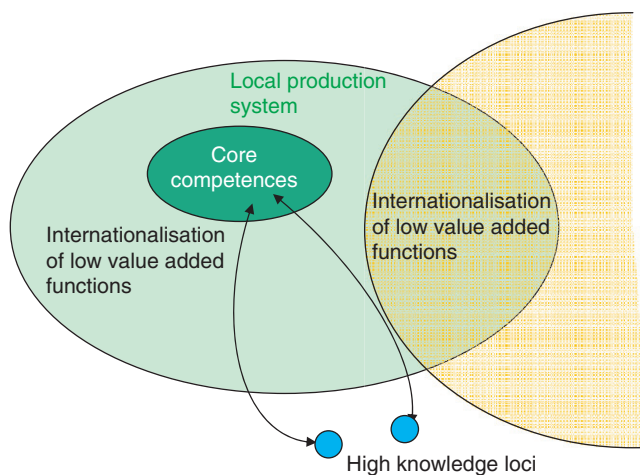 Local production
system
Core
competences
Internationalisation
of low value added
functions
Internationalisation
of low value added
functions
High knowledge loci